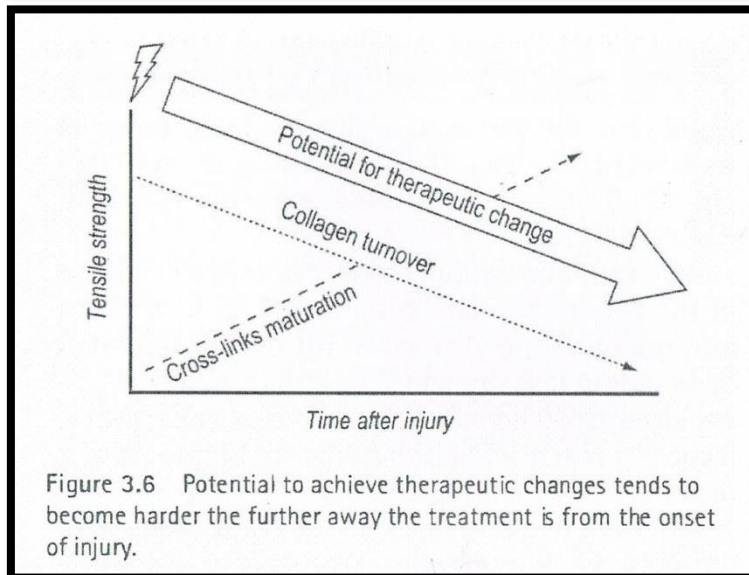 Potential for therapeutic change
Collagen turnover
Cross-links maturation
Tensile strength
Time after injury
Figure 3.6 Potential to achieve therapeutic changes tends to
become harder the further away the treatment is from the onset
of injury.